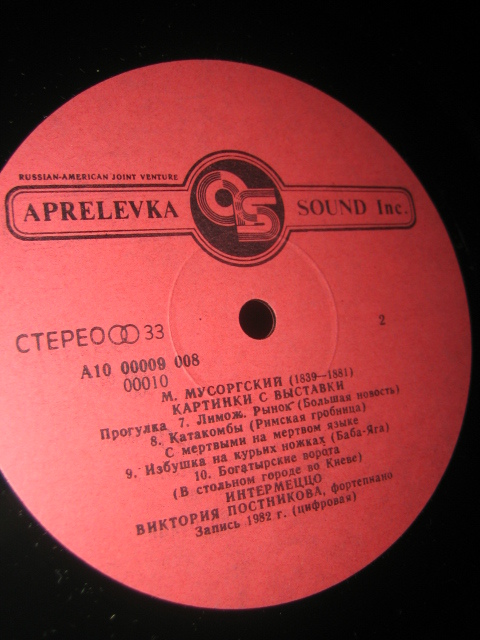 RUSSIAN-AMERICAN JOINT VENTURE
APRELEVKA SOUND Inc.
СТЕРЕО 33
2
А10 00009 008
00010
М. МУСОРГСКИЙ (1839—1881)
КАРТИНКИ С ВЫСТАВКИ
Прогулка 7. Лимож. Рынок (Большая новость)
8. Катакомбы (Римская гробница)
С мертвыми на мертвом языке
9. Избушка на курьих ножках (Баба-Яга)
10. Богатырские ворота
(В стольном городе во Киеве)
ИНТЕРМЕЦЦО
ВИКТОРИЯ ПОСТНИКОВА, фортепиано
Запись 1982 г. (цифровая)